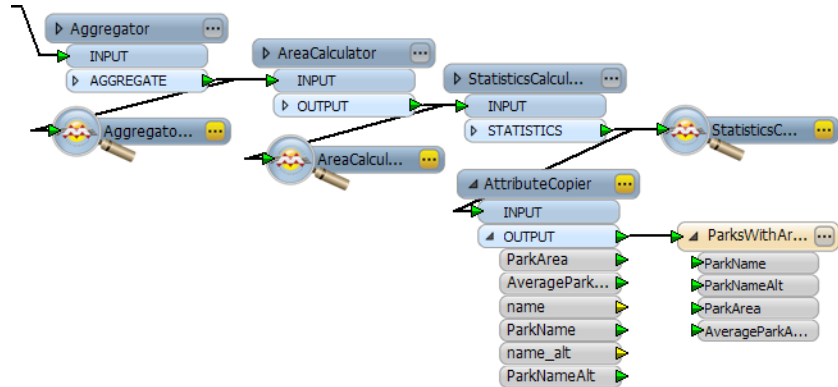 Aggregator
INPUT
AGGREGATE
Aggregato...
AreaCalculator
INPUT
OUTPUT
AreaCalcul...
StatisticsCalcul...
INPUT
STATISTICS
StatisticsC...
AttributeCopier
INPUT
OUTPUT
ParkArea
AveragePark...
name
ParkName
name_alt
ParkNameAlt
ParksWithAr...
ParkName
ParkNameAlt
ParkArea
AverageParkA...